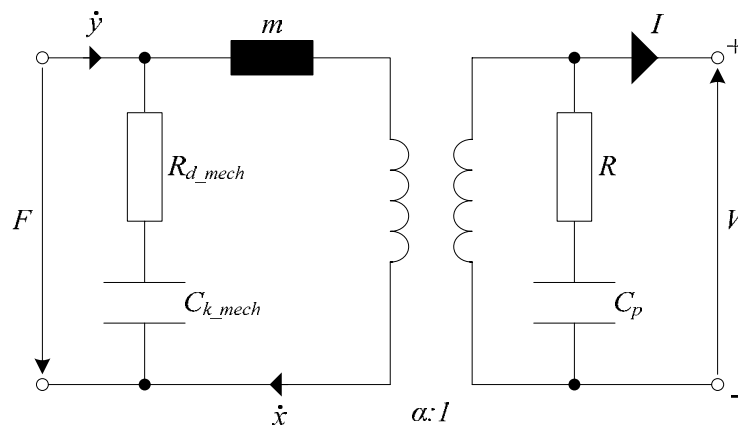 ẏ
m
I
+
R_d_mech
R
F
V
C_k_mech
C_p
-
ẋ
α:1